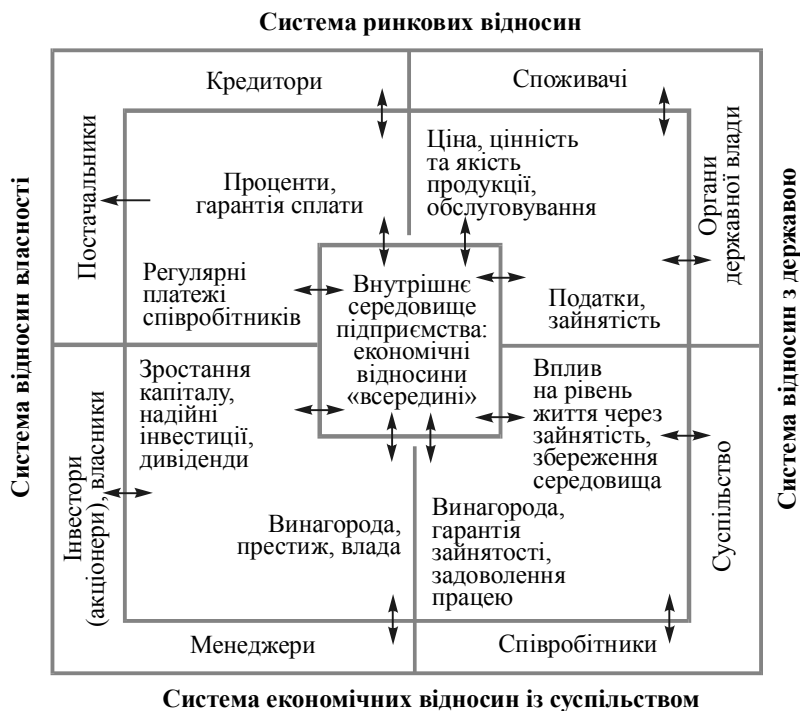 Система ринкових відносин
Кредитори
Споживачі
Постачальники
Органи
державної влади
Система відносин власності
Система відносин з державою
Проценти,
гарантія сплати
Ціна, цінність
та якість
продукції,
обслуговування
Регулярні
платежі
співробітників
Внутрішнє
середовище
підприємства:
економічні
відносини
«всередині»
Податки,
зайнятість
Зростання
капіталу,
надійні
інвестиції,
дивіденди
Вплив
на рівень
життя через
зайнятість,
збереження
середовища
Інвестори
(акціонери), власники
Суспільство
Винагорода,
престиж, влада
Винагорода,
гарантія
зайнятості,
задоволення
працею
Менеджери
Співробітники
Система економічних відносин із суспільством